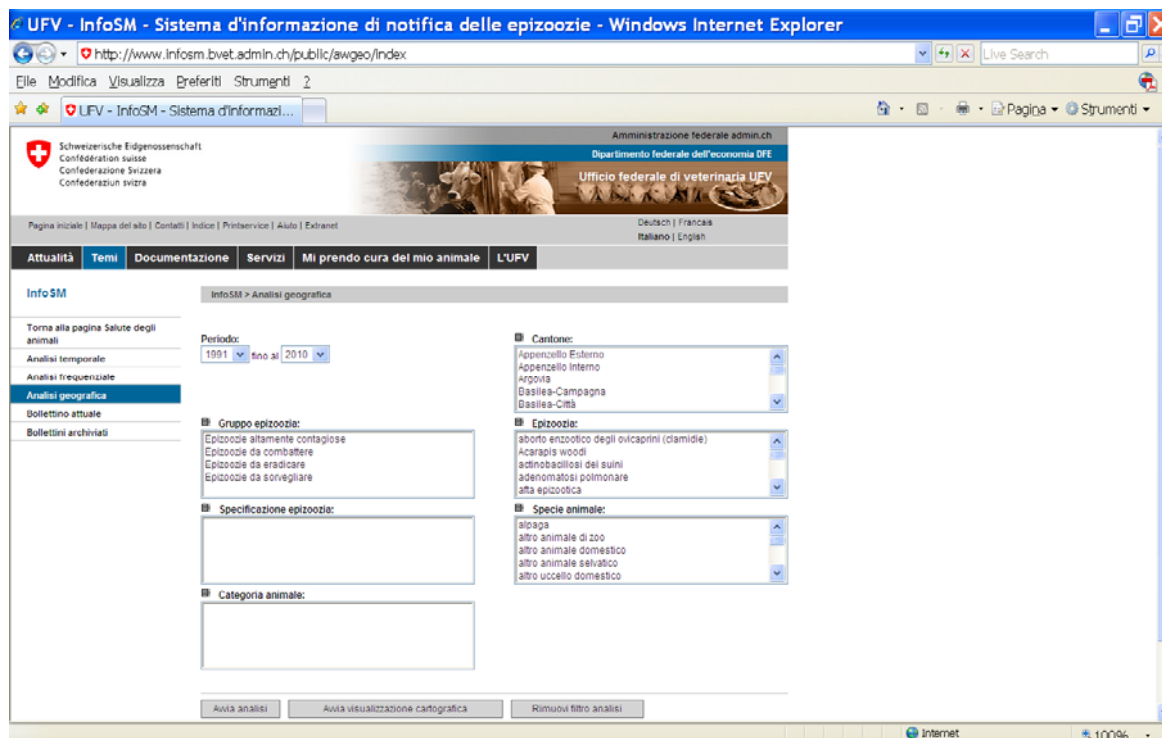 UFV - InfoSM - Sistema d'informazione di notifica delle epizoozie - Windows Internet Explorer
http://www.infosm.bvet.admin.ch/public/awgeo/index
Live Search
File Modifica Visualizza Preferiti Strumenti ?
UFV - InfoSM - Sistema d'informazi...
Pagina Strumenti
Schweizerische Eidgenossenschaft
Confédération suisse
Confederazione Svizzera
Confederaziun svizra
Amministrazione federale admin.ch
Dipartimento federale dell'economia DFE
Ufficio federale di veterinaria UFV
Pagina iniziale | Mappa del sito | Contatti | Indice | Printservice | Aiuto | Extranet
Deutsch | Francais
Italiano | English
Attualità Temi Documentazione Servizi Mi prendo cura del mio animale L'UFV
InfoSM
InfoSM > Analisi geografica
Torna alla pagina Salute degli
animali
Analisi temporale
Analisi frequenziale
Analisi geografica
Bollettino attuale
Bollettini archiviati
Periodo:
1991 fino al 2010
Cantone:
Appenzello Esterno
Appenzello Interno
Argovia
Basilea-Campagna
Basilea-Città
Gruppo epizoozia:
Epizoozie altamente contagiose
Epizoozie da combattere
Epizoozie da eradicare
Epizoozie da sorvegliare
Epizoozia:
aborto enzootico degli ovicaprini (clamidie)
Acarapis woodi
actinobacillosi dei suini
adenomatosi polmonare
afta epizootica
Specificazione epizoozia:
Specie animale:
alpaga
altro animale di zoo
altro animale domestico
altro animale selvatico
altro uccello domestico
Categoria animale:
Avvia analisi Avvia visualizzazione cartografica Rimuovi filtro analisi
Internet 100%